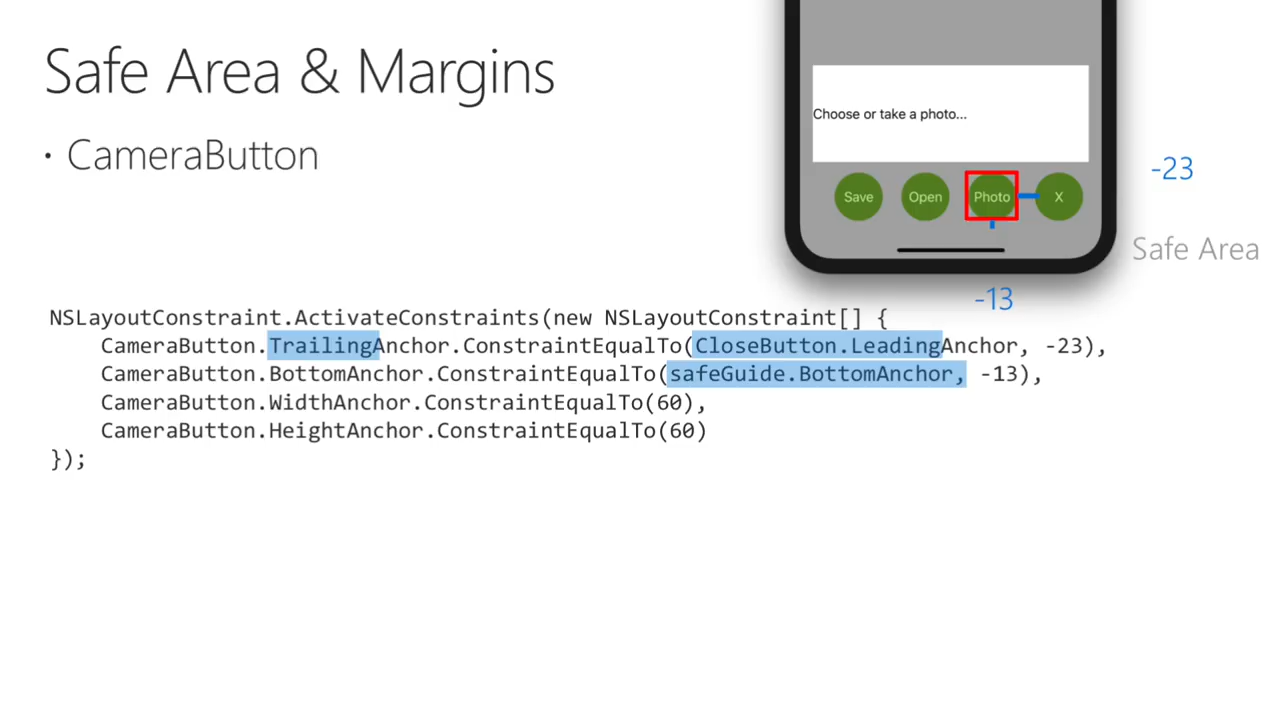 Safe Area & Margins
• CameraButton
Choose or take a photo...
Save Open Photo X
-23
Safe Area
-13
NSLayoutConstraint.ActivateConstraints(new NSLayoutConstraint[] {
CameraButton.TrailingAnchor.ConstraintEqualTo(CloseButton.LeadingAnchor, -23),
CameraButton.BottomAnchor.ConstraintEqualTo(safeGuide.BottomAnchor, -13),
CameraButton.WidthAnchor.ConstraintEqualTo(60),
CameraButton.HeightAnchor.ConstraintEqualTo(60)
});